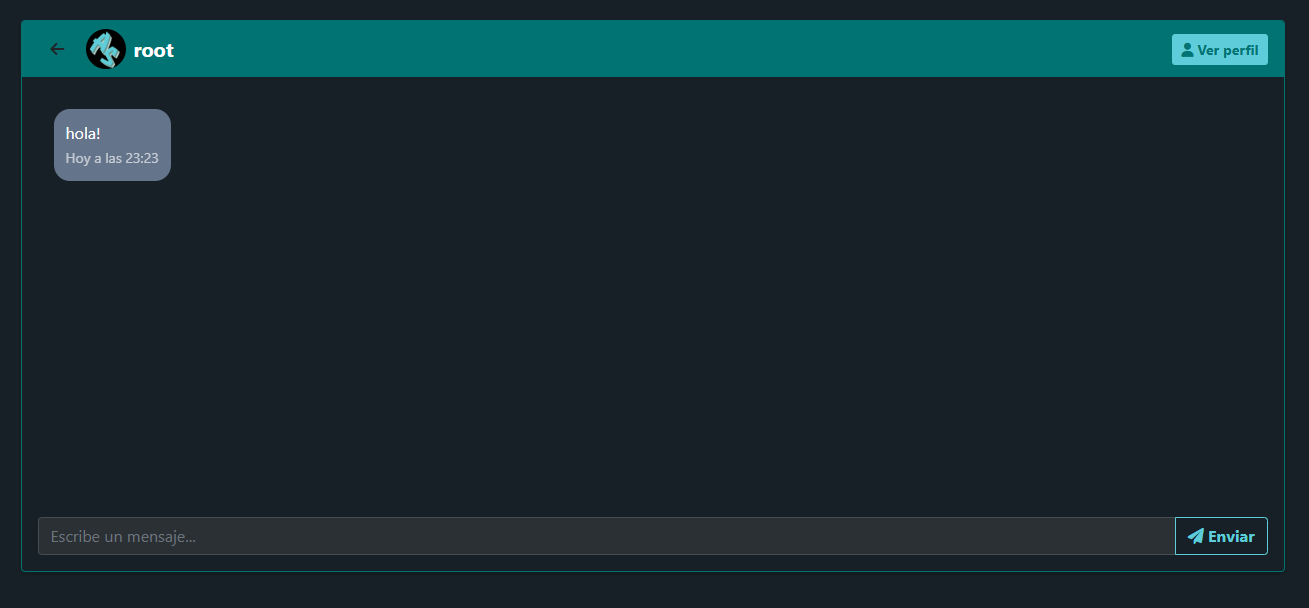 root
Ver perfil
hola!
Hoy a las 23:23
Escribe un mensaje...
Enviar